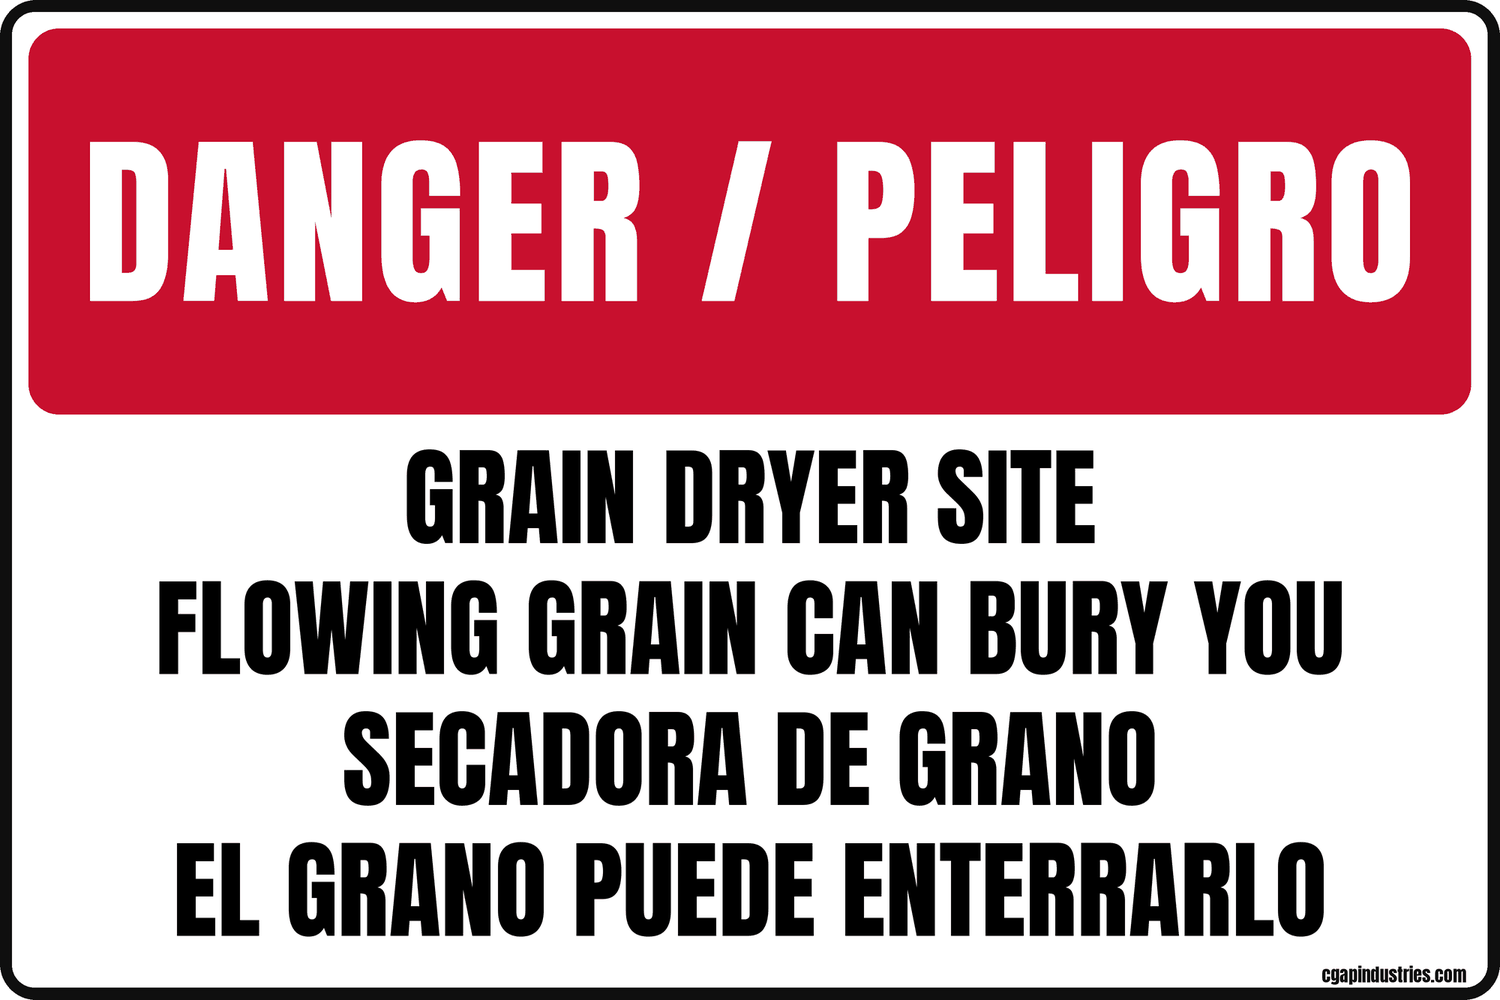 DANGER / PELIGRO
GRAIN DRYER SITE
FLOWING GRAIN CAN BURY YOU
SECADORA DE GRANO
EL GRANO PUEDE ENTERRARLO
cgapindustries.com